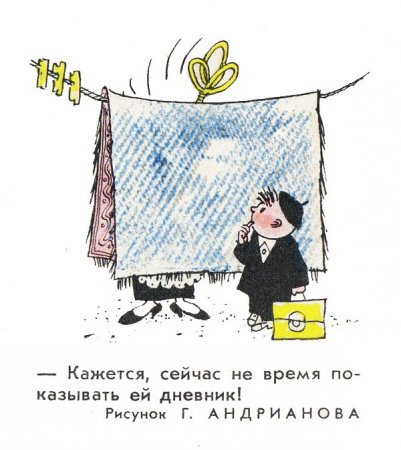 — Кажется, сейчас не время по-
казывать ей дневник!
Рисунок Г. АНДРИАНОВА